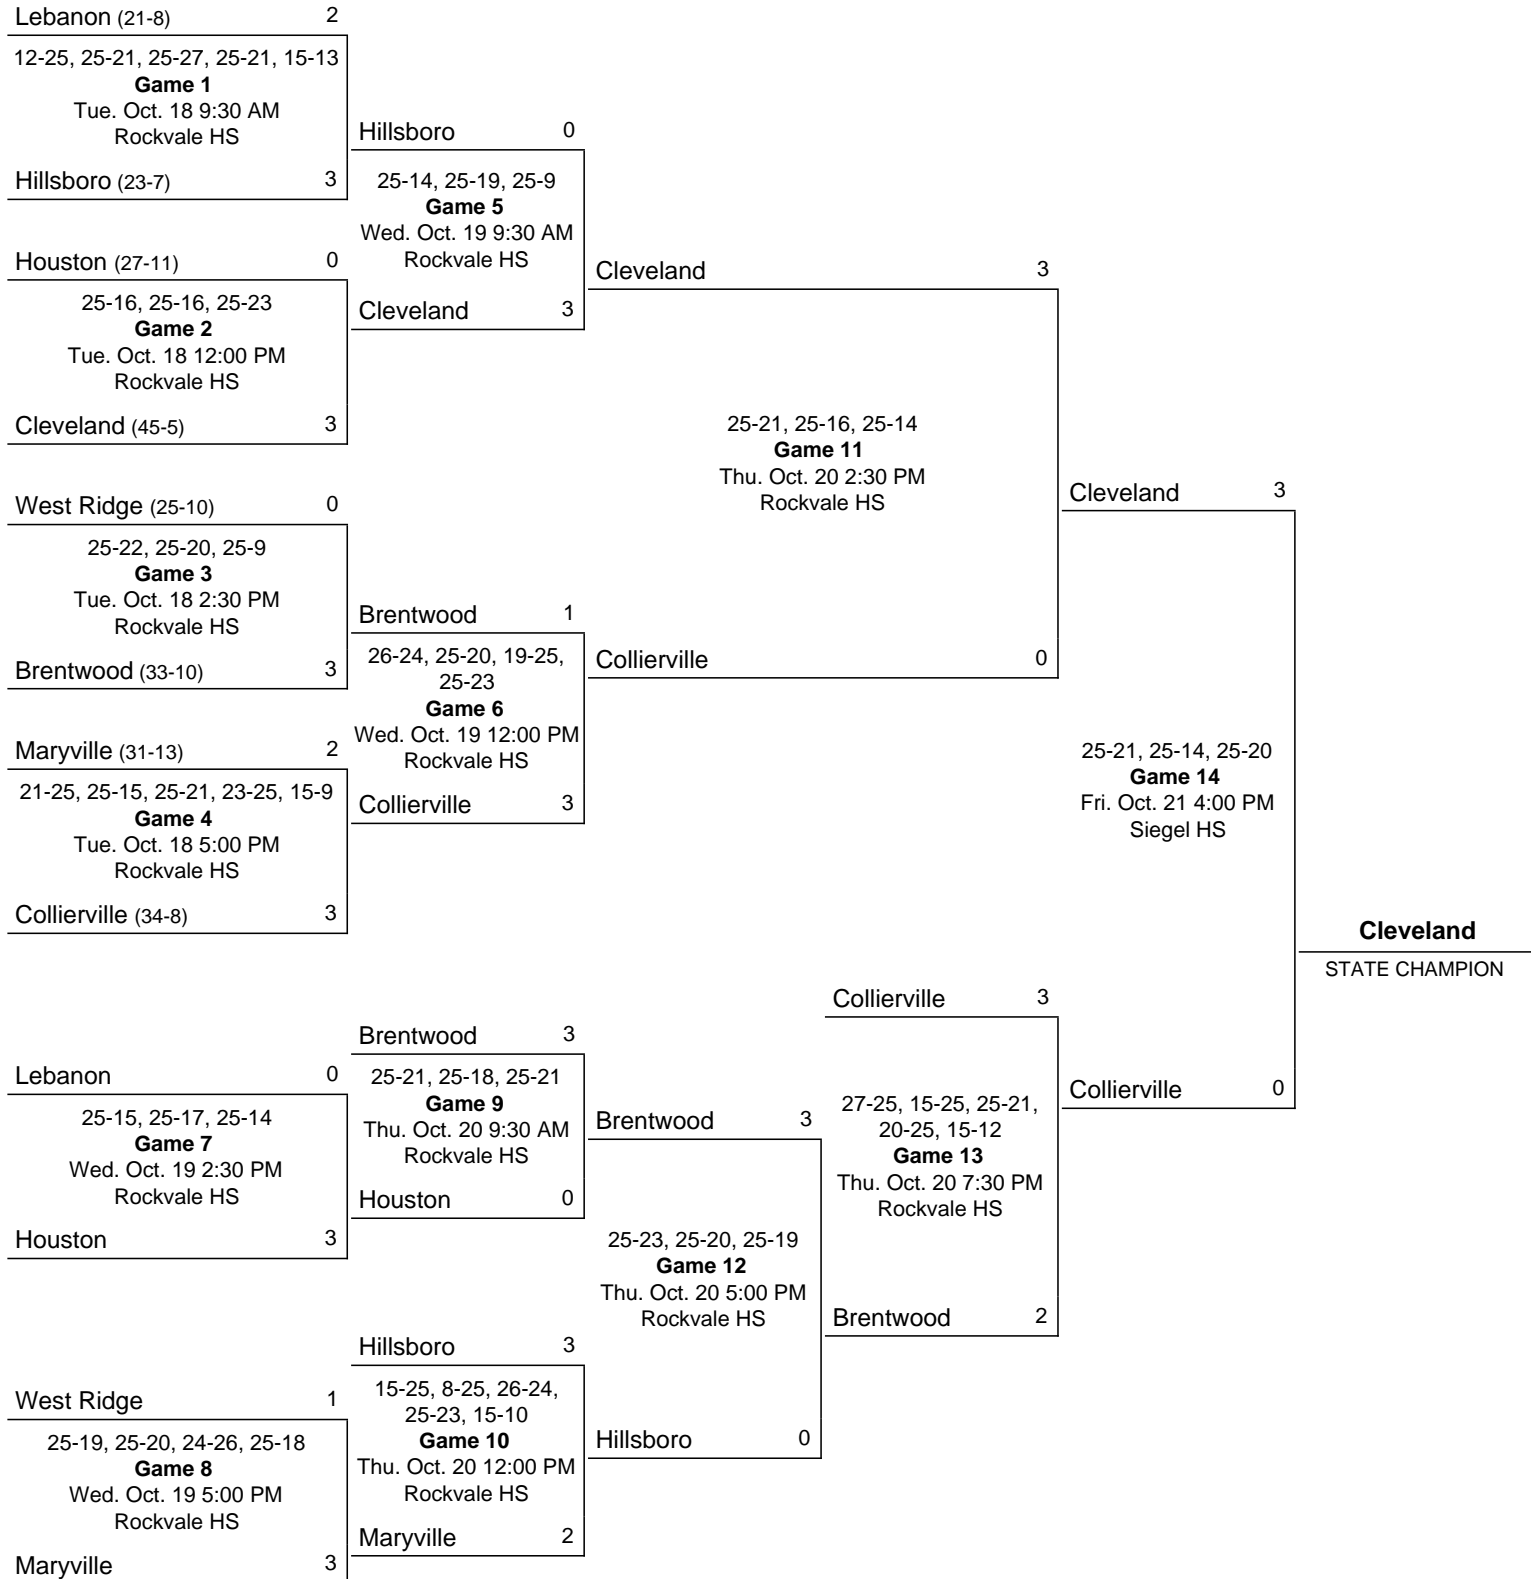 Lebanon (21-8) 2
12-25, 25-21, 25-27, 25-21, 15-13
Game 1
Tue. Oct. 18 9:30 AM
Rockvale HS
Hillsboro (23-7) 3
Houston (27-11) 0
25-16, 25-16, 25-23
Game 2
Tue. Oct. 18 12:00 PM
Rockvale HS
Cleveland (45-5) 3
West Ridge (25-10) 0
25-22, 25-20, 25-9
Game 3
Tue. Oct. 18 2:30 PM
Rockvale HS
Brentwood (33-10) 3
Maryville (31-13) 2
21-25, 25-15, 25-21, 23-25, 15-9
Game 4
Tue. Oct. 18 5:00 PM
Rockvale HS
Collierville (34-8) 3
Hillsboro 0
25-14, 25-19, 25-9
Game 5
Wed. Oct. 19 9:30 AM
Rockvale HS
Cleveland 3
Brentwood 1
26-24, 25-20, 19-25,
25-23
Game 6
Wed. Oct. 19 12:00 PM
Rockvale HS
Collierville 3
Cleveland 3
25-21, 25-16, 25-14
Game 11
Thu. Oct. 20 2:30 PM
Rockvale HS
Collierville 0
Cleveland 3
25-21, 25-14, 25-20
Game 14
Fri. Oct. 21 4:00 PM
Siegel HS
Collierville 0
Cleveland
STATE CHAMPION
Lebanon 0
25-15, 25-17, 25-14
Game 7
Wed. Oct. 19 2:30 PM
Rockvale HS
Houston 3
West Ridge 1
25-19, 25-20, 24-26, 25-18
Game 8
Wed. Oct. 19 5:00 PM
Rockvale HS
Maryville 3
Brentwood 3
25-21, 25-18, 25-21
Game 9
Thu. Oct. 20 9:30 AM
Rockvale HS
Houston 0
Hillsboro 3
15-25, 8-25, 26-24,
25-23, 15-10
Game 10
Thu. Oct. 20 12:00 PM
Rockvale HS
Maryville 2
Brentwood 3
25-23, 25-20, 25-19
Game 12
Thu. Oct. 20 5:00 PM
Rockvale HS
Hillsboro 0
Collierville 3
27-25, 15-25, 25-21,
20-25, 15-12
Game 13
Thu. Oct. 20 7:30 PM
Rockvale HS
Brentwood 2